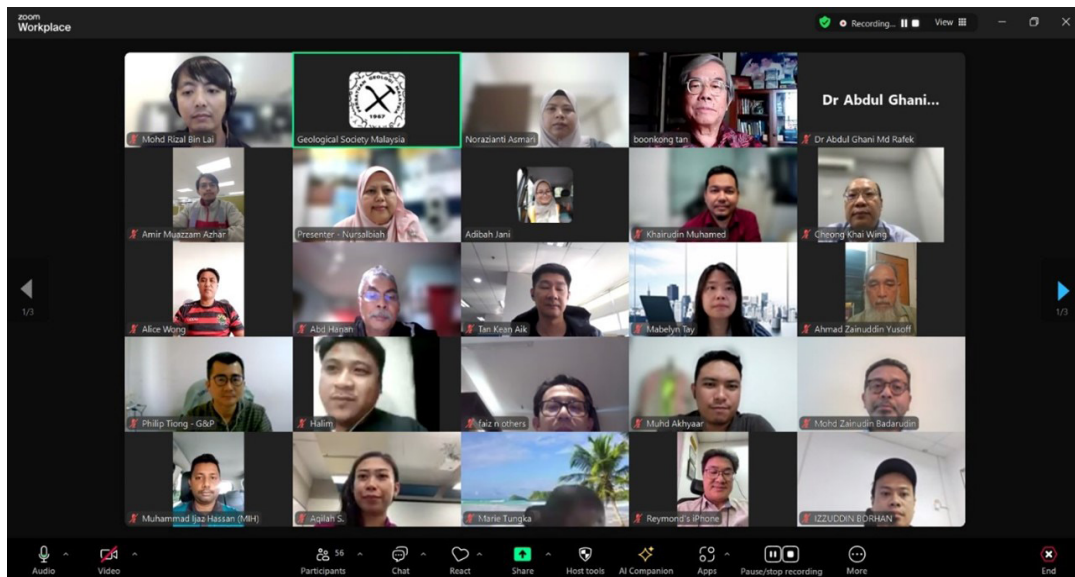 zoom
Workplace
Recording...
View
Mohd Rizal Bin Lai
1967
Geological Society Malaysia
Norazianti Asmari
boonkong tan
Dr Abdul Ghani...
Dr Abdul Ghani Md Rafek
Amir Muazzam Azhar
Presenter - Nursalbiah
Adibah Jani
Khairudin Muhamed
Cheong Khai Wing
1/3
1/3
Alice Wong
Abd Hanan
Tan Kean Aik
Mabelyn Tay
Ahmad Zainuddin Yusoff
Philip Tiong - G&P
Halim
faiz n others
Muhd Akhyaar
Mohd Zainudin Badarudin
Muhammad Ijaz Hassan (MIH)
Aqilah S.
Marie Tungka
Reymond's iPhone
IZZUDDIN BORHAN
56
Audio
Video
Participants
Chat
React
Share
Host tools
AI Companion
Apps
Pause/stop recording
More
End